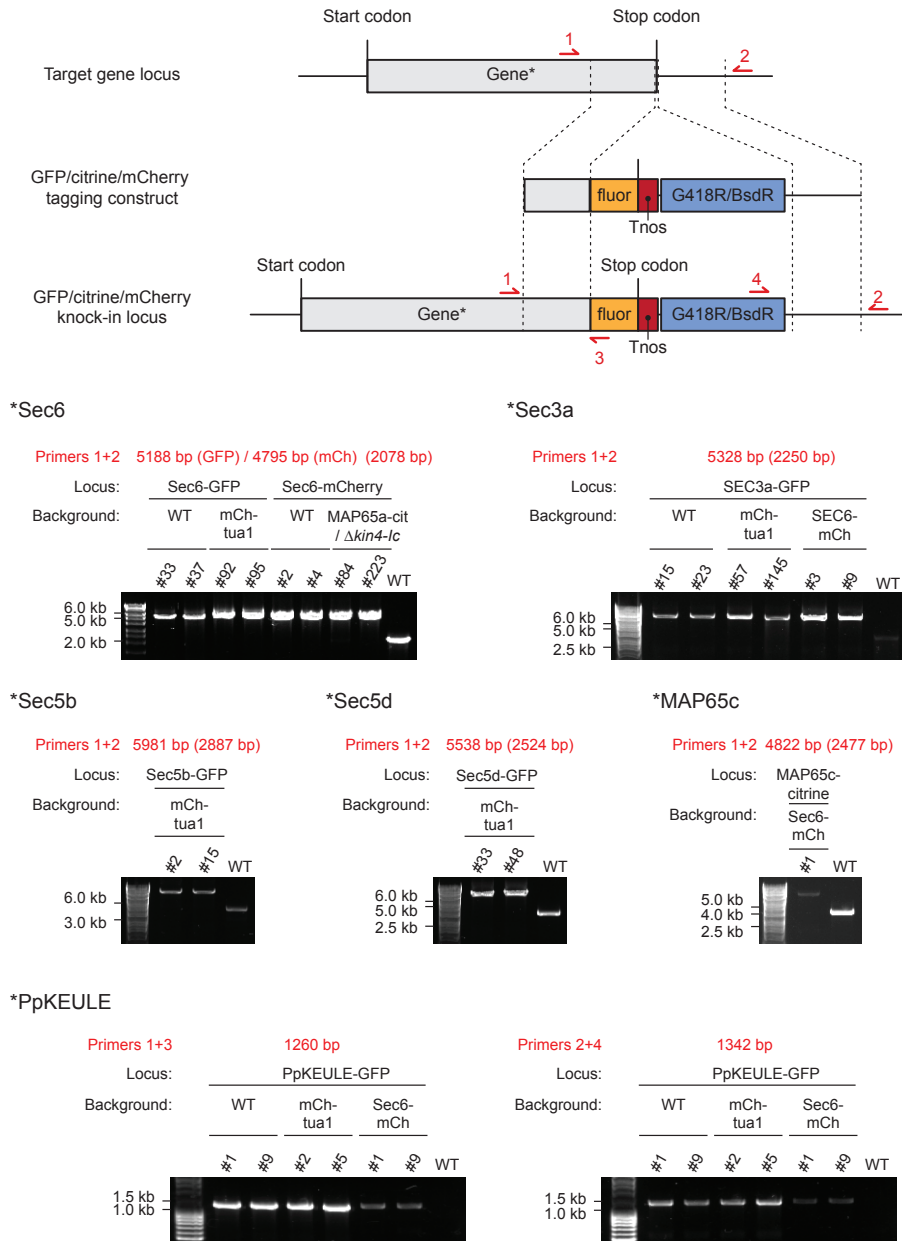 Start codon
Stop codon
1
2
Target gene locus
Gene*
GFP/citrine/mCherry
tagging construct
fluor
G418R/BsdR
Tnos
Start codon
Stop codon
1
4
2
GFP/citrine/mCherry
knock-in locus
Gene*
fluor
G418R/BsdR
3
Tnos
*Sec6
Primers 1+2 5188 bp (GFP) / 4795 bp (mCh) (2078 bp)
Locus: Sec6-GFP Sec6-mCherry
Background: WT mCh-tua1 WT MAP65a-cit / Δkin4-Ic
#33 #37 #92 #95 #2 #4 #84 #223 WT
6.0 kb
5.0 kb
2.0 kb
*Sec3a
Primers 1+2 5328 bp (2250 bp)
Locus: SEC3a-GFP
Background: WT mCh-tua1 SEC6-mCh
#15 #23 #57 #145 #3 #9 WT
6.0 kb
5.0 kb
2.5 kb
*Sec5b
Primers 1+2 5981 bp (2887 bp)
Locus: Sec5b-GFP
Background: mCh-tua1
#2 #15 WT
6.0 kb
3.0 kb
*Sec5d
Primers 1+2 5538 bp (2524 bp)
Locus: Sec5d-GFP
Background: mCh-tua1
#33 #48 WT
6.0 kb
5.0 kb
2.5 kb
*MAP65c
Primers 1+2 4822 bp (2477 bp)
Locus: MAP65c-citrine
Background: Sec6-mCh
#1 WT
5.0 kb
4.0 kb
2.5 kb
*PpKEULE
Primers 1+3 1260 bp
Locus: PpKEULE-GFP
Background: WT mCh-tua1 Sec6-mCh
#1 #9 #2 #5 #1 #9 WT
1.5 kb
1.0 kb
Primers 2+4 1342 bp
Locus: PpKEULE-GFP
Background: WT mCh-tua1 Sec6-mCh
#1 #9 #2 #5 #1 #9 WT
1.5 kb
1.0 kb